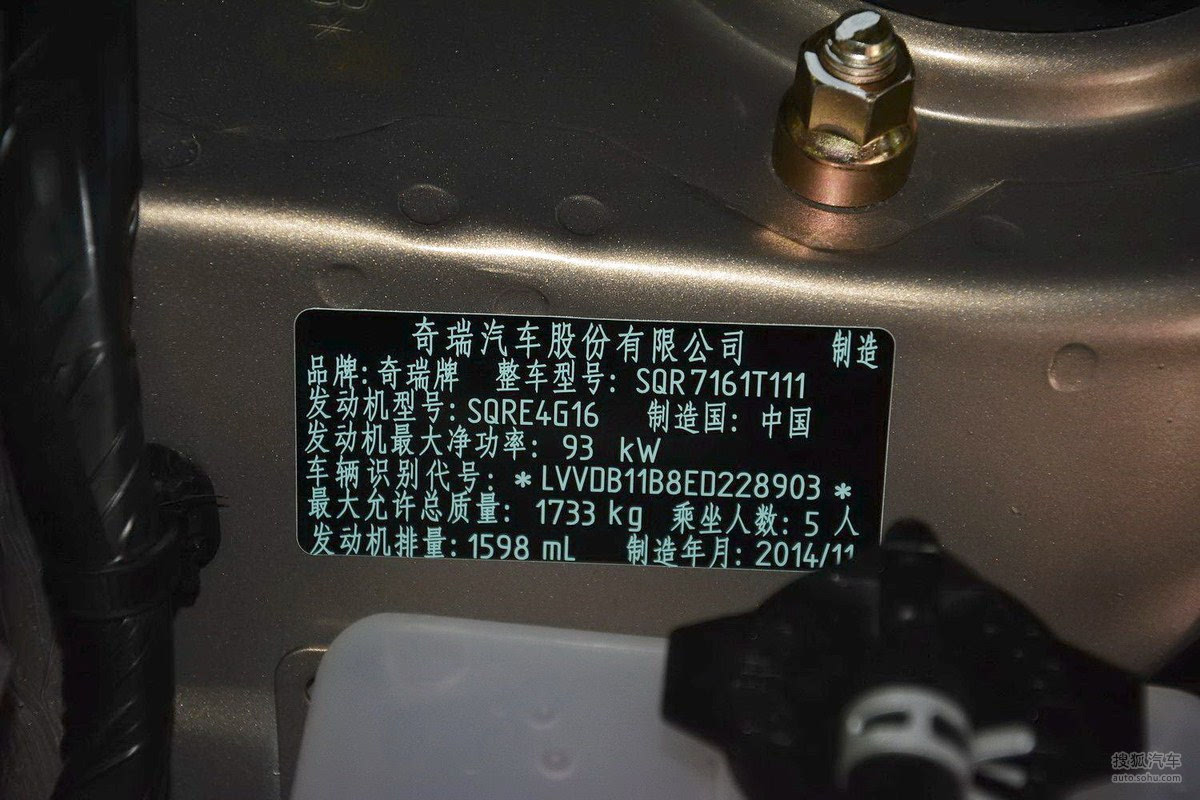 奇瑞汽车股份有限公司 制造
品牌: 奇瑞牌 整车型号: SQR7161T111
发动机型号: SQRE4G16 制造国: 中国
发动机最大净功率: 93 kW
车辆识别代号: *LVVDB11B8ED228903*
最大允许总质量: 1733 kg 乘坐人数: 5 人
发动机排量: 1598 mL 制造年月: 2014/11
搜狐汽车
auto.sohu.com